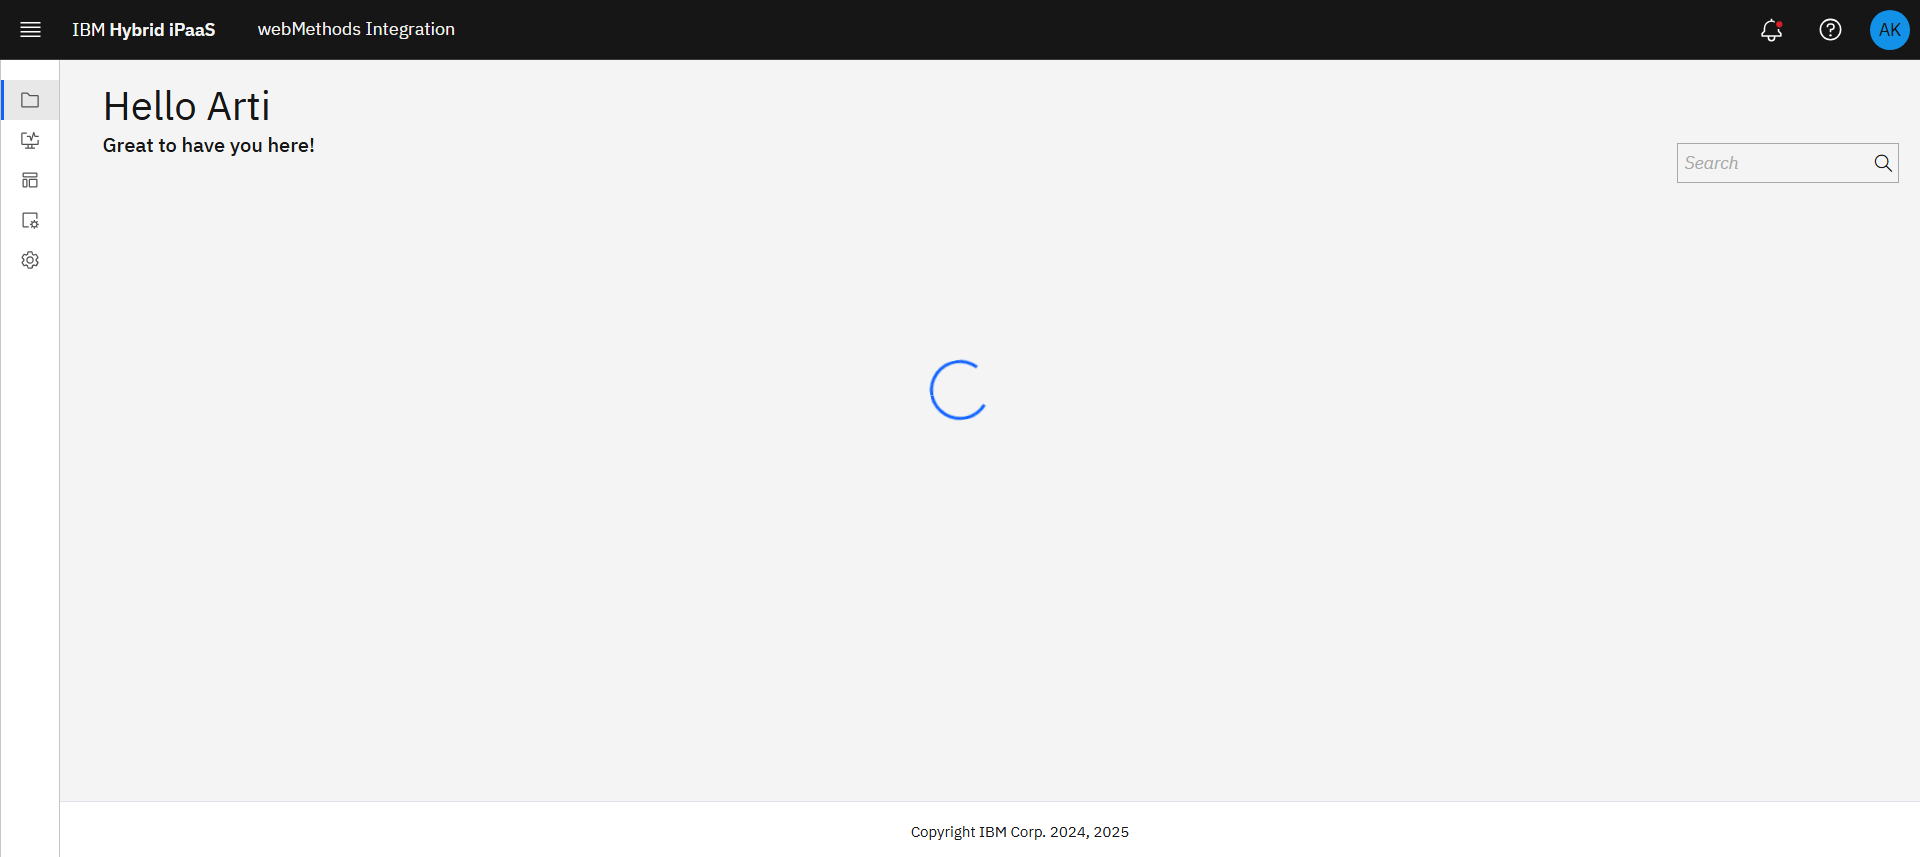 IBM Hybrid iPaaS
webMethods Integration
AK
Hello Arti
Great to have you here!
Search
Copyright IBM Corp. 2024, 2025